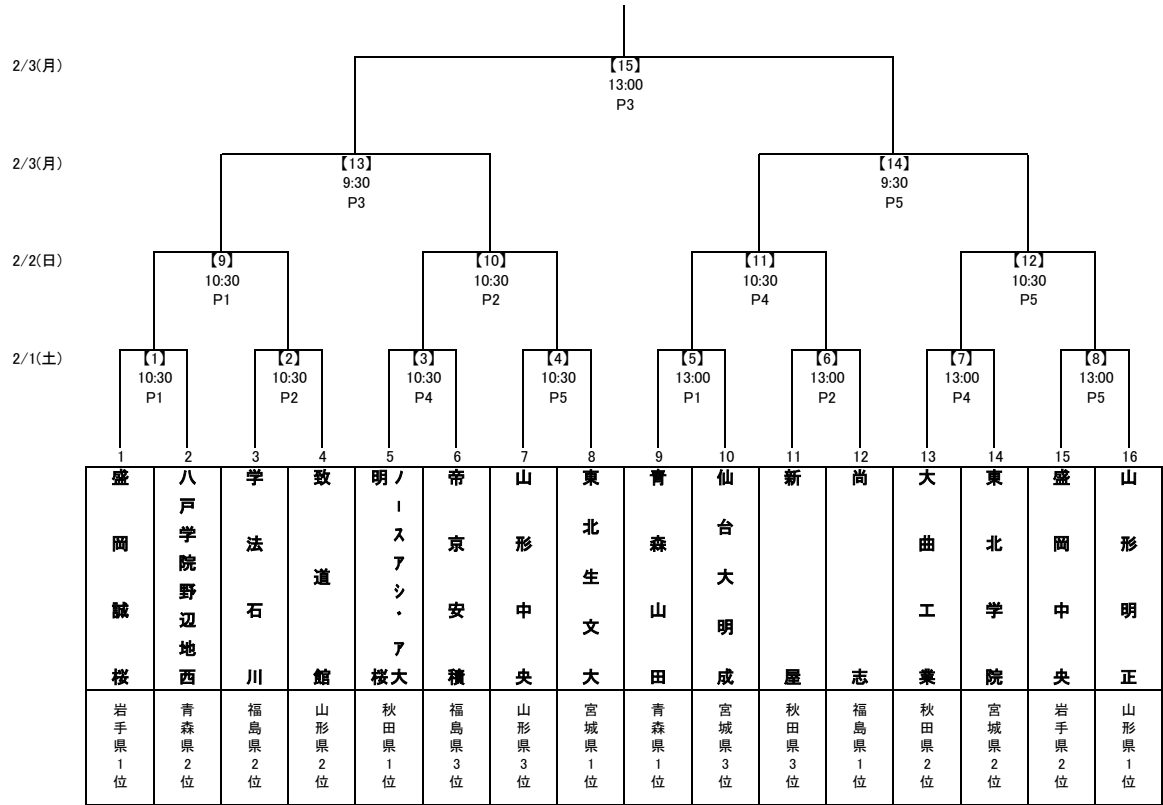 2/3(月)
【15】
13:00
P3
2/3(月)
【13】
9:30
P3
【14】
9:30
P5
2/2(日)
【9】
10:30
P1
【10】
10:30
P2
【11】
10:30
P4
【12】
10:30
P5
2/1(土)
【1】
10:30
P1
【2】
10:30
P2
【3】
10:30
P4
【4】
10:30
P5
【5】
13:00
P1
【6】
13:00
P2
【7】
13:00
P4
【8】
13:00
P5
1
盛岡誠桜
岩手県1位
2
八戸学院野辺地西
青森県2位
3
学法石川
福島県2位
4
致道館
山形県2位
5
ノースアシ・ア大
明桜
秋田県1位
6
帝京安積
福島県3位
7
山形中央
山形県3位
8
東北生文大
宮城県1位
9
青森山田
青森県1位
10
仙台大明成
宮城県3位
11
新屋
秋田県3位
12
尚志
福島県1位
13
大曲工業
秋田県2位
14
東北学院
宮城県2位
15
盛岡中央
岩手県2位
16
山形明正
山形県1位